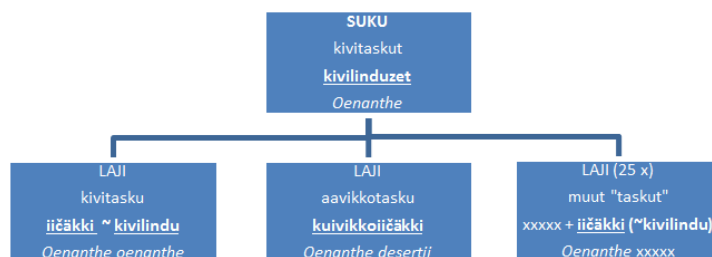 SUKU
kivitaskut
kivilinduzet
Oenanthe
LAJI
kivitasku
iičäkki ~ kivilindu
Oenanthe oenanthe
LAJI
aavikkotasku
kuivikkoiičäkki
Oenanthe desertii
LAJI (25 x)
muut "taskut"
xxxxx + iičäkki (~kivilindu)
Oenanthe xxxxx